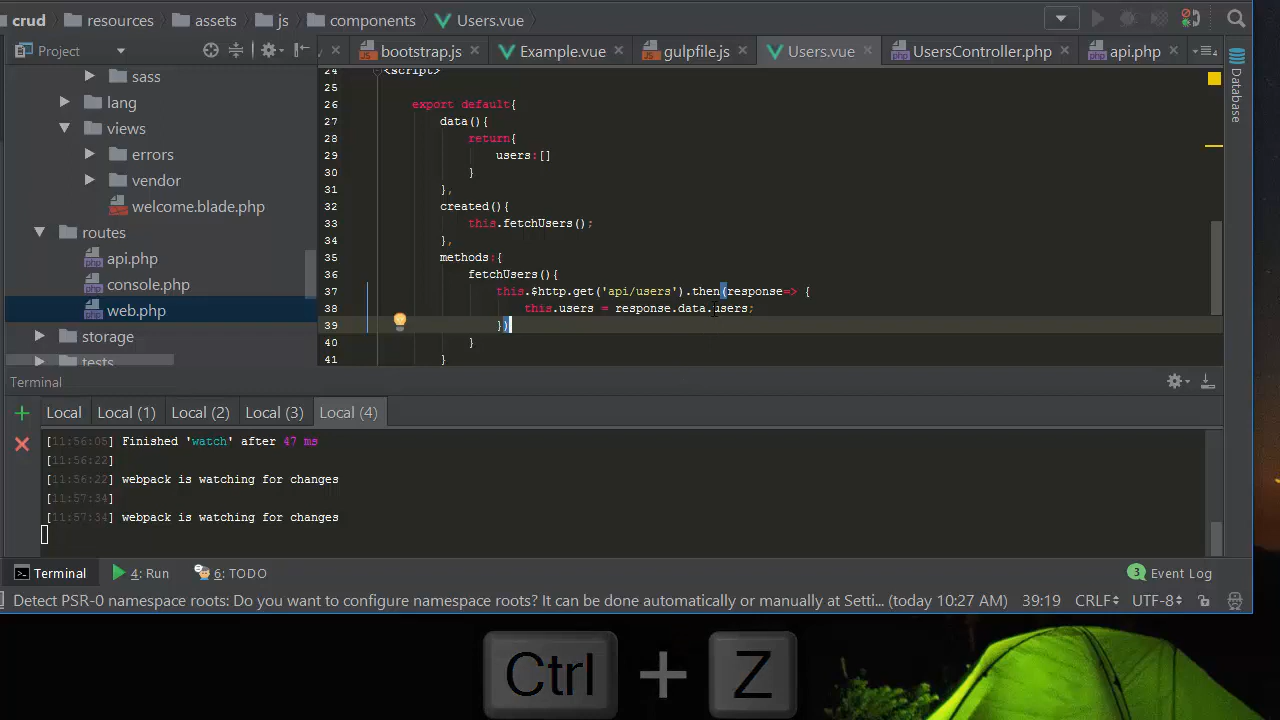 crud resources assets js components Users.vue
Project
bootstrap.js Example.vue gulpfile.js Users.vue UsersController.php api.php
sass
lang
views
errors
vendor
welcome.blade.php
routes
api.php
console.php
web.php
storage
tests
24 <script>
25
26 export default{
27 data(){
28 return{
29 users:[]
30 }
31 },
32 created(){
33 this.fetchUsers();
34 },
35 methods:{
36 fetchUsers(){
37 this.$http.get('api/users').then(response=> {
38 this.users = response.data.users;
39 })
40 }
41 }
Database
Terminal
Local Local (1) Local (2) Local (3) Local (4)
[11:56:05] Finished 'watch' after 47 ms
[11:56:22]
[11:56:22] webpack is watching for changes
[11:57:34]
[11:57:34] webpack is watching for changes
Terminal 4: Run 6: TODO 3 Event Log
Detect PSR-0 namespace roots: Do you want to configure namespace roots? It can be done automatically or manually at Setti... (today 10:27 AM) 39:19 CRLF UTF-8
Ctrl + Z